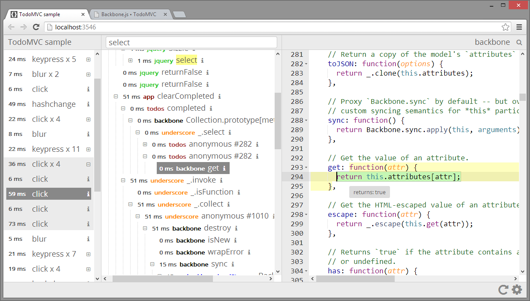 TodoMVC sample
Backbone.js • TodoMVC
localhost:3546
TodoMVC sample
24 ms keypress x 5
7 ms blur x 2
6 ms click
49 ms hashchange
22 ms click x 4
8 ms blur
22 ms keypress x 11
36 ms click x 4
6 ms click
59 ms click
6 ms click
73 ms click
5 ms blur
21 ms keypress x 7
19 ms click x 4
select
1 ms jquery select
0 ms jquery returnFalse
0 ms jquery returnFalse
51 ms app clearCompleted
0 ms todos completed
0 ms backbone Collection.prototype[met
0 ms underscore _.select
0 ms todos anonymous #282
0 ms todos anonymous #282
0 ms backbone get
51 ms underscore _.invoke
0 ms underscore _.isFunction
51 ms underscore _.collect
51 ms underscore anonymous #1010
51 ms backbone destroy
0 ms backbone isNew
0 ms backbone wrapError
15 ms backbone sync
backbone
281 // Return a copy of the model's `attributes`
282 toJSON: function(options) {
283 return _.clone(this.attributes);
284 },
285
286 // Proxy `Backbone.sync` by default -- but ov
287 // custom syncing semantics for *this* partic
288 sync: function() {
289 return Backbone.sync.apply(this, arguments)
290 },
291
292 // Get the value of an attribute.
293 get: function(attr) {
294 return this.attributes[attr];
295 },
returns: true
296
297 // Get the HTML-escaped value of an attribute
298 escape: function(attr) {
299 return _.escape(this.get(attr));
300 },
301
302 // Returns `true` if the attribute contains a
303 // or undefined.
304 has: function(attr) {